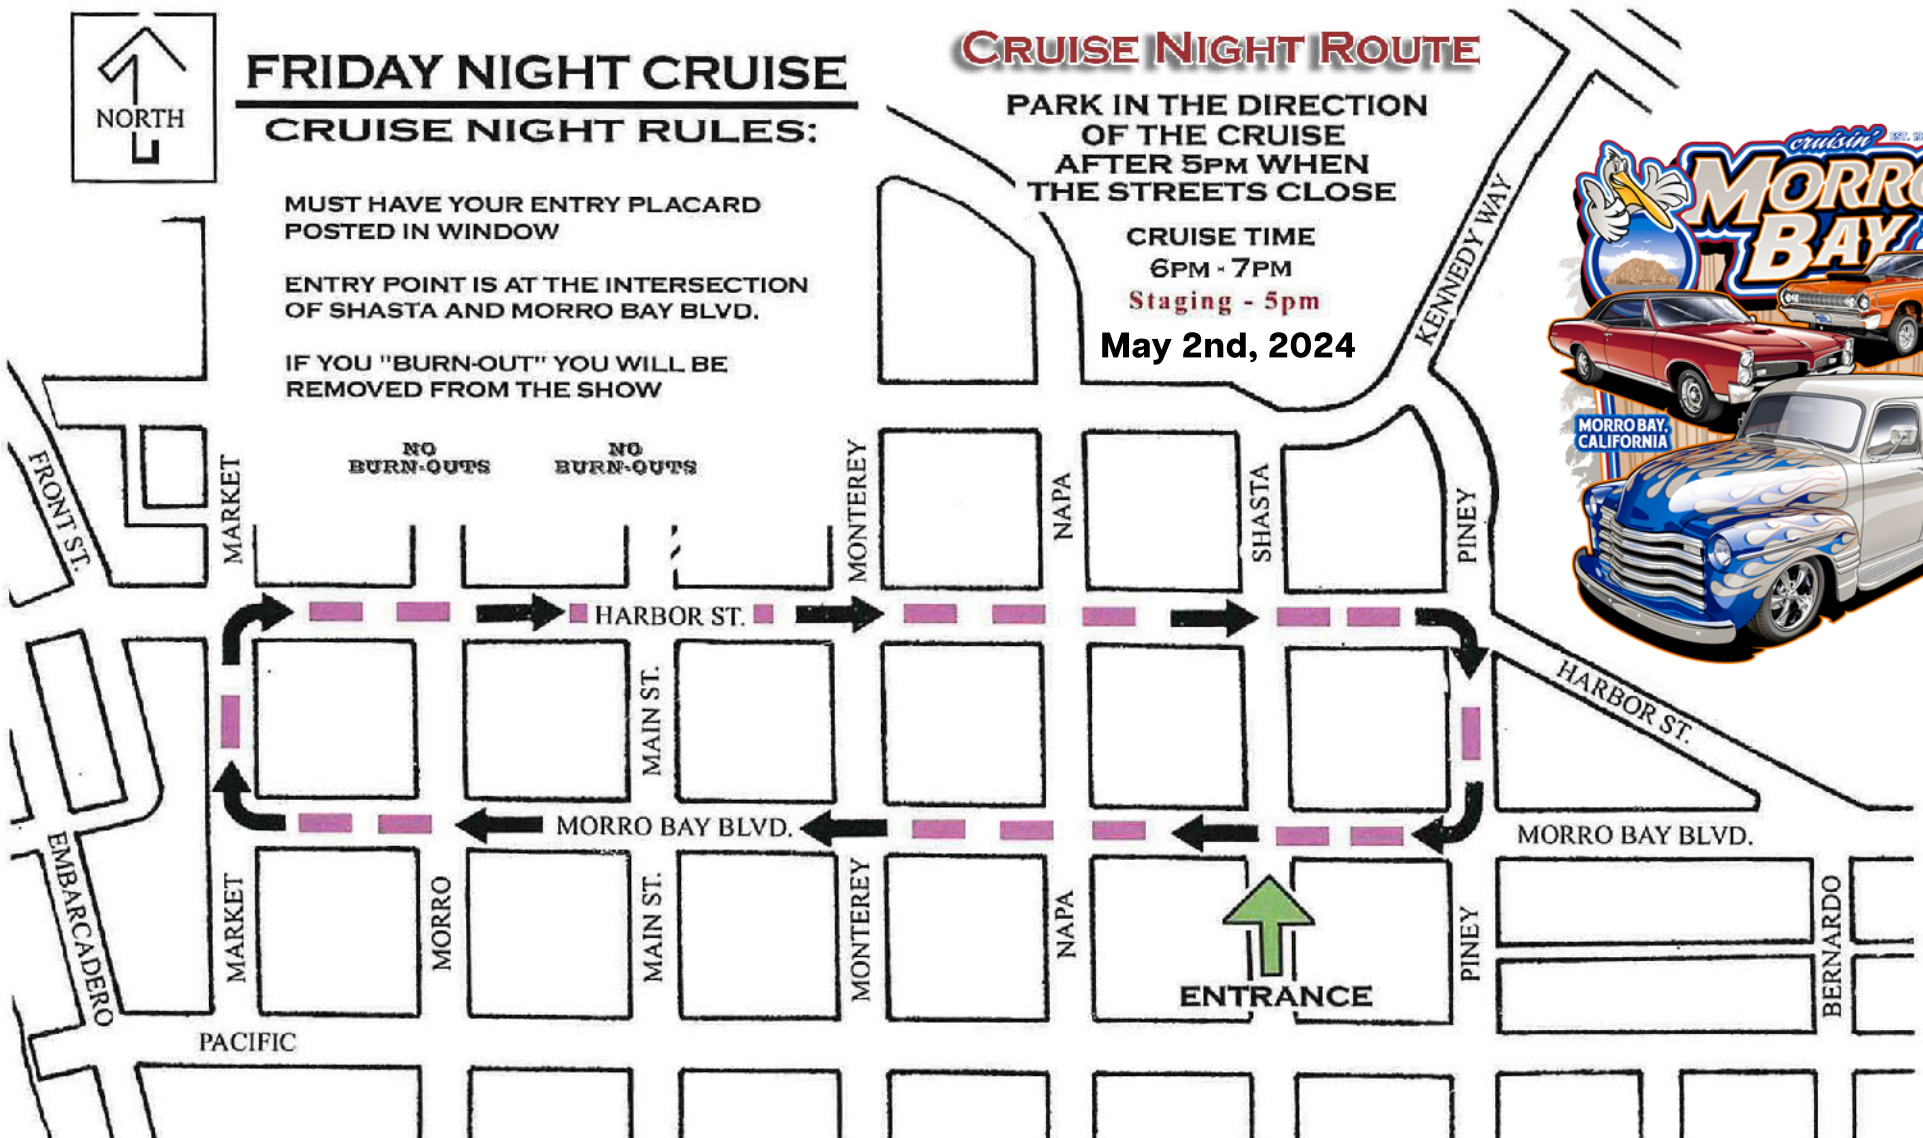 NORTH
FRIDAY NIGHT CRUISE
CRUISE NIGHT RULES:
MUST HAVE YOUR ENTRY PLACARD
POSTED IN WINDOW
ENTRY POINT IS AT THE INTERSECTION
OF SHASTA AND MORRO BAY BLVD.
IF YOU "BURN-OUT" YOU WILL BE
REMOVED FROM THE SHOW
NO
BURN-OUTS
NO
BURN-OUTS
CRUISE NIGHT ROUTE
PARK IN THE DIRECTION
OF THE CRUISE
AFTER 5PM WHEN
THE STREETS CLOSE
CRUISE TIME
6PM - 7PM
Staging - 5pm
May 2nd, 2024
cruisin'
EST.
MORRO
BAY
MORRO BAY,
CALIFORNIA
KENNEDY WAY
FRONT ST.
MARKET
MONTEREY
NAPA
SHASTA
PINEY
HARBOR ST.
HARBOR ST.
MAIN ST.
MORRO BAY BLVD.
MORRO BAY BLVD.
EMBARCADERO
MARKET
MORRO
MAIN ST.
MONTEREY
NAPA
ENTRANCE
PINEY
BERNARDO
PACIFIC